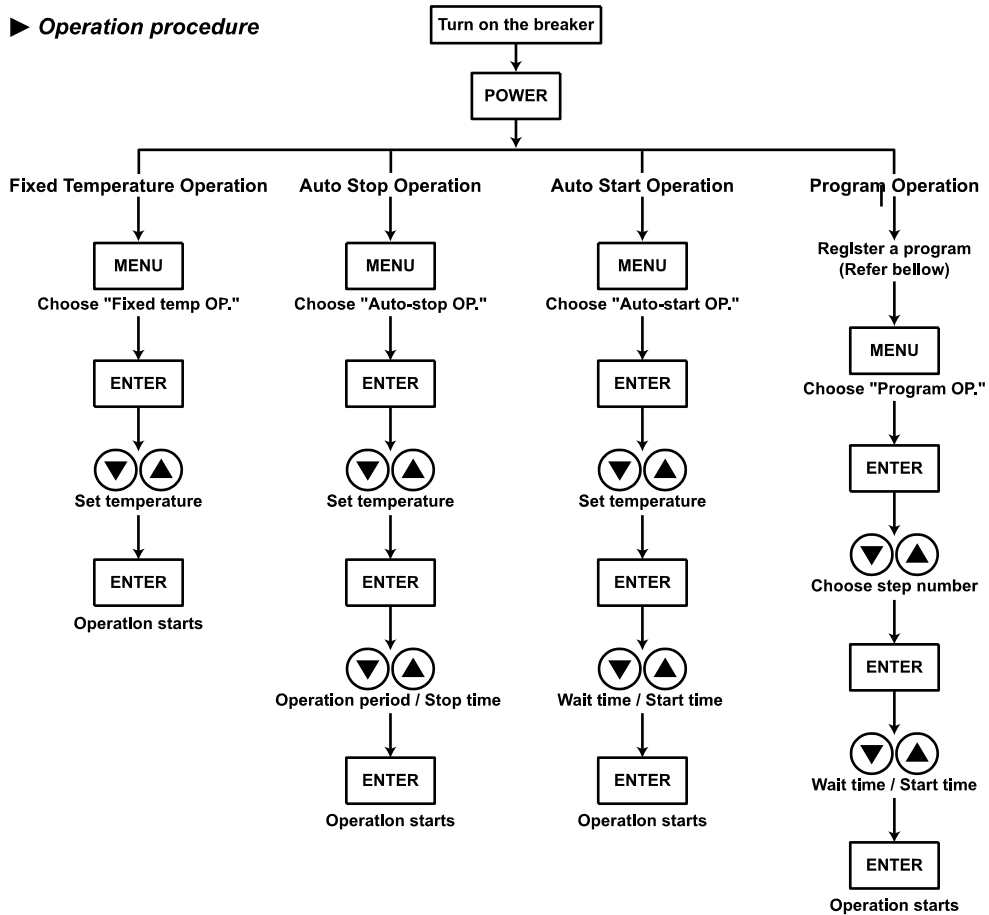 ► Operation procedure
Turn on the breaker
POWER
Fixed Temperature Operation
MENU
Choose "Fixed temp OP."
ENTER
▼ ▲
Set temperature
ENTER
Operation starts
Auto Stop Operation
MENU
Choose "Auto-stop OP."
ENTER
▼ ▲
Set temperature
ENTER
▼ ▲
Operation period / Stop time
ENTER
Operation starts
Auto Start Operation
MENU
Choose "Auto-start OP."
ENTER
▼ ▲
Set temperature
ENTER
▼ ▲
Wait time / Start time
ENTER
Operation starts
Program Operation
Register a program
(Refer bellow)
MENU
Choose "Program OP."
ENTER
▼ ▲
Choose step number
ENTER
▼ ▲
Wait time / Start time
ENTER
Operation starts